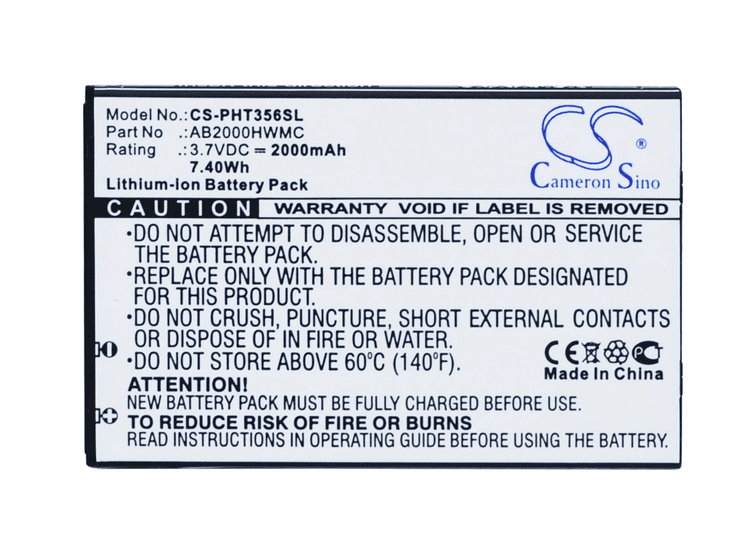 Model No.: CS-PHT356SL
Part No : AB2000HWMC
Rating : 3.7VDC = 2000mAh
7.40Wh
Lithium-ion Battery Pack
CS
®
Cameron Sino
CAUTION WARRANTY VOID IF LABEL IS REMOVED
•DO NOT ATTEMPT TO DISASSEMBLE, OPEN OR SERVICE
THE BATTERY PACK.
•REPLACE ONLY WITH THE BATTERY PACK DESIGNATED
FOR THIS EQUIPMENT.
•DO NOT CRUSH, PUNCTURE, SHORT EXTERNAL CONTACTS
OR DISPOSE OF IN FIRE OR WATER.
•DO NOT STORE ABOVE 60°C (140°F).
CE PCT
Made In China
ATTENTION!
NEW BATTERY PACK MUST BE FULLY CHARGED BEFORE USE.
TO REDUCE RISK OF FIRE OR BURNS
READ INSTRUCTIONS IN OPERATING GUIDE BEFORE USING THE BATTERY.